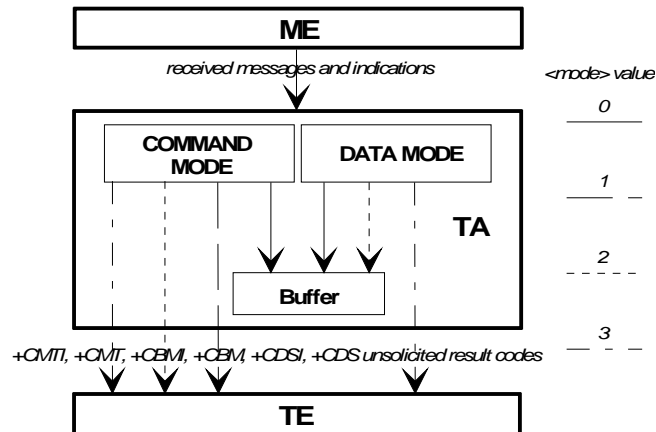 ME
received messages and indications
<mode> value
0
COMMAND
MODE
DATA MODE
1
TA
2
Buffer
3
+CMTI, +CMT, +CBMI, +CBM, +CDSI, +CDS unsolicited result codes
TE